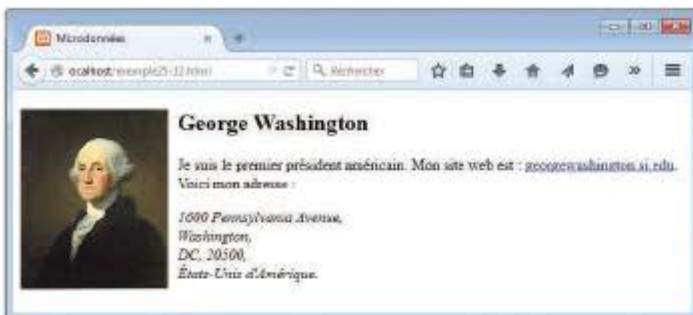 Microdonnées
localhost/exemple25-12.html
Rechercher
George Washington
Je suis le premier président américain. Mon site web est : georgewashington.si.edu.
Voici mon adresse :
1600 Pennsylvania Avenue,
Washington,
DC, 20500,
États-Unis d'Amérique.